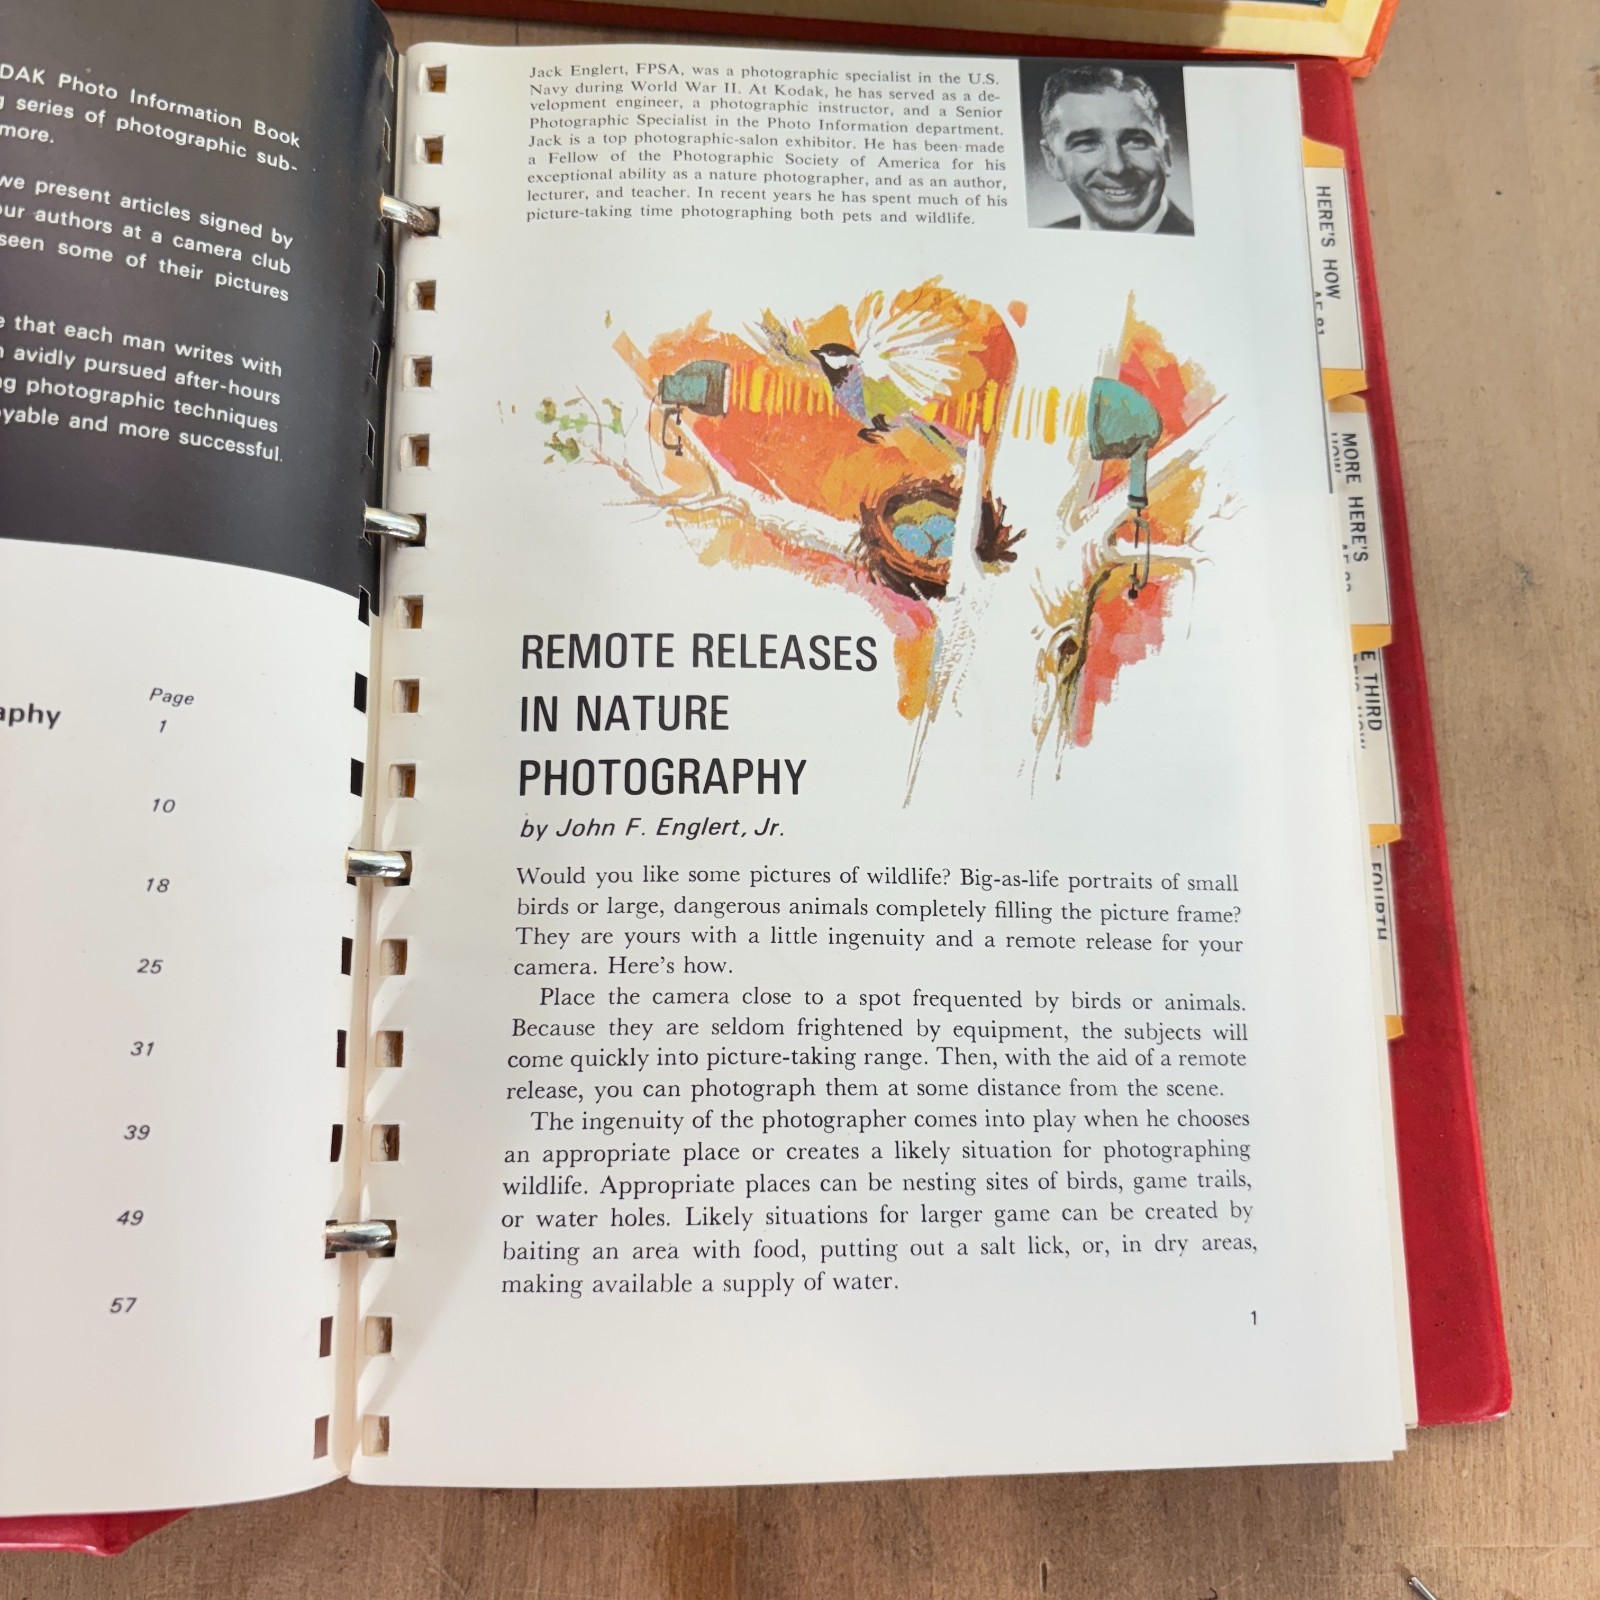 DAK Photo Information Book
series of photographic sub-
more.
we present articles signed by
our authors at a camera club
seen some of their pictures
that each man writes with
avidly pursued after-hours
photographic techniques
yable and more successful.
Page
aphy 1
10
18
25
31
39
49
57
Jack Englert, FPSA, was a photographic specialist in the U.S.
Navy during World War II. At Kodak, he has served as a de-
velopment engineer, a photographic instructor, and a Senior
Photographic Specialist in the Photo Information department.
Jack is a top photographic-salon exhibitor. He has been made
a Fellow of the Photographic Society of America for his
exceptional ability as a nature photographer, and as an author,
lecturer, and teacher. In recent years he has spent much of his
picture-taking time photographing both pets and wildlife.
REMOTE RELEASES
IN NATURE
PHOTOGRAPHY
by John F. Englert, Jr.
Would you like some pictures of wildlife? Big-as-life portraits of small
birds or large, dangerous animals completely filling the picture frame?
They are yours with a little ingenuity and a remote release for your
camera. Here's how.
Place the camera close to a spot frequented by birds or animals.
Because they are seldom frightened by equipment, the subjects will
come quickly into picture-taking range. Then, with the aid of a remote
release, you can photograph them at some distance from the scene.
The ingenuity of the photographer comes into play when he chooses
an appropriate place or creates a likely situation for photographing
wildlife. Appropriate places can be nesting sites of birds, game trails,
or water holes. Likely situations for larger game can be created by
baiting an area with food, putting out a salt lick, or, in dry areas,
making available a supply of water.
1
HERE'S HOW
MORE HERE'S
HOW
E THIRD
FOURTH